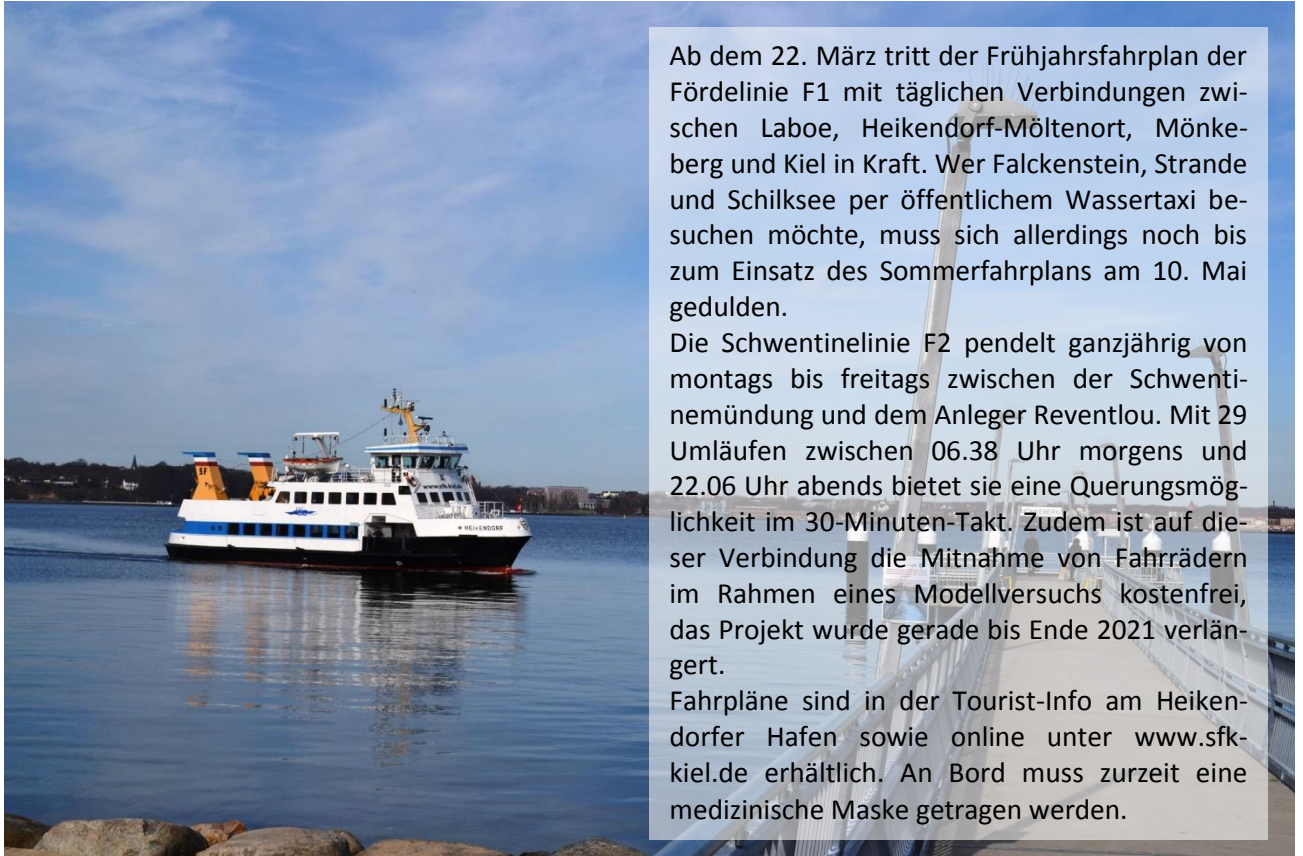 Ab dem 22. März tritt der Frühjahrsfahrplan der
Fördelinie F1 mit täglichen Verbindungen zwi-
schen Laboe, Heikendorf-Möltenort, Mönke-
berg und Kiel in Kraft. Wer Falckenstein, Strande
und Schilksee per öffentlichem Wassertaxi be-
suchen möchte, muss sich allerdings noch bis
zum Einsatz des Sommerfahrplans am 10. Mai
gedulden.
Die Schwentinelinie F2 pendelt ganzjährig von
montags bis freitags zwischen der Schwenti-
nemündung und dem Anleger Reventlou. Mit 29
Umläufen zwischen 06.38 Uhr morgens und
22.06 Uhr abends bietet sie eine Querungsmög-
lichkeit im 30-Minuten-Takt. Zudem ist auf die-
ser Verbindung die Mitnahme von Fahrrädern
im Rahmen eines Modellversuchs kostenfrei,
das Projekt wurde gerade bis Ende 2021 verlän-
gert.
Fahrpläne sind in der Tourist-Info am Heiken-
dorfer Hafen sowie online unter www.sfk-
kiel.de erhältlich. An Bord muss zurzeit eine
medizinische Maske getragen werden.
SF
www.sfk-kiel.de
HEIKENDORF